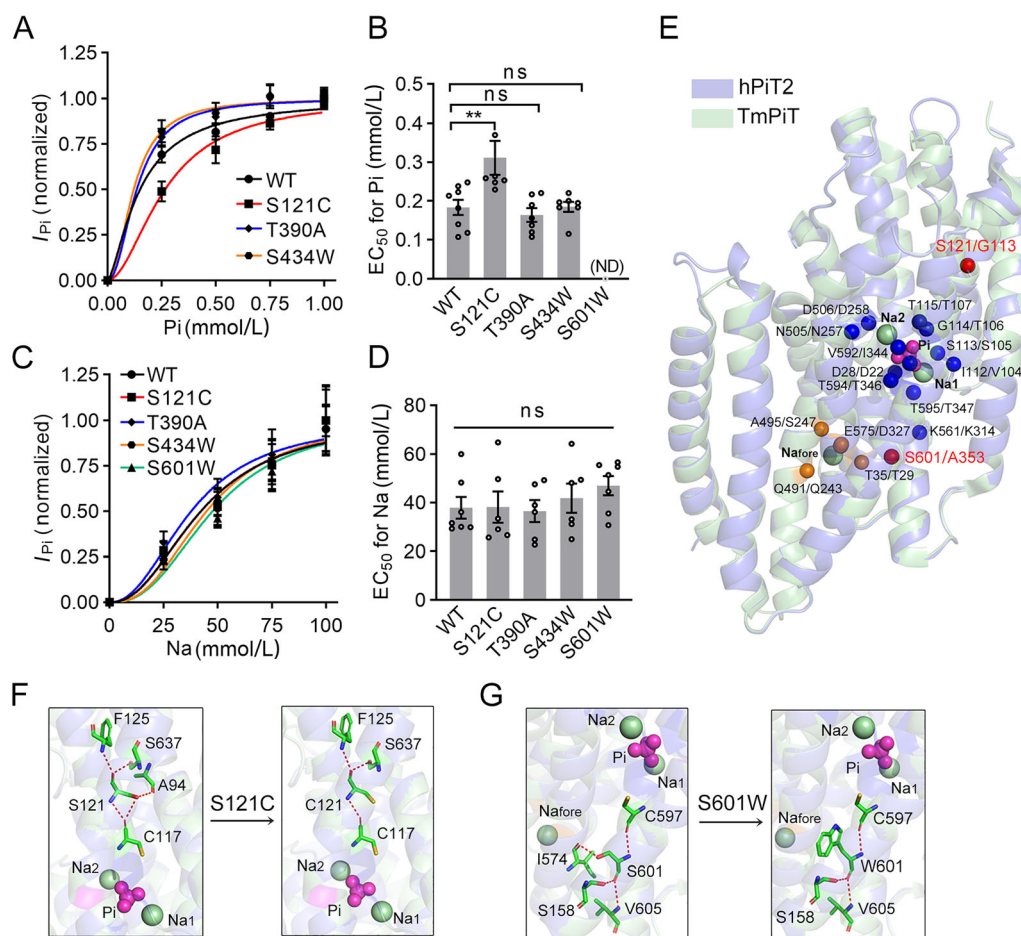 A
I Pi (normalized)
1.25
1.00
0.75
0.50
0.25
0.00
0.00
0.25
0.50
0.75
1.00
Pi (mmol/L)
WT
S121C
T390A
S434W
B
EC50 for Pi (mmol/L)
0.4
0.3
0.2
0.1
0.0
ns
ns
**
(ND)
WT
S121C
T390A
S434W
S601W
C
I Pi (normalized)
1.25
1.00
0.75
0.50
0.25
0.00
0
25
50
75
100
Na (mmol/L)
WT
S121C
T390A
S434W
S601W
D
EC50 for Na (mmol/L)
80
60
40
20
0
ns
WT
S121C
T390A
S434W
S601W
E
hPiT2
TmPiT
S121/G113
D506/D258
Na2
T115/T107
N505/N257
G114/T106
Pi
S113/S105
V592/I344
D28/D22
I112/V104
T594/T346
Na1
T595/T347
A495/S247
E575/D327
K561/K314
Nafore
S601/A353
T35/T29
Q491/Q243
F
F125
S637
A94
S121
C117
Na2
Pi
Na1
S121C
F125
S637
C121
C117
Na2
Pi
Na1
G
Na2
Pi
Na1
Nafore
C597
I574
S601
S158
V605
S601W
Na2
Pi
Na1
Nafore
C597
W601
S158
V605